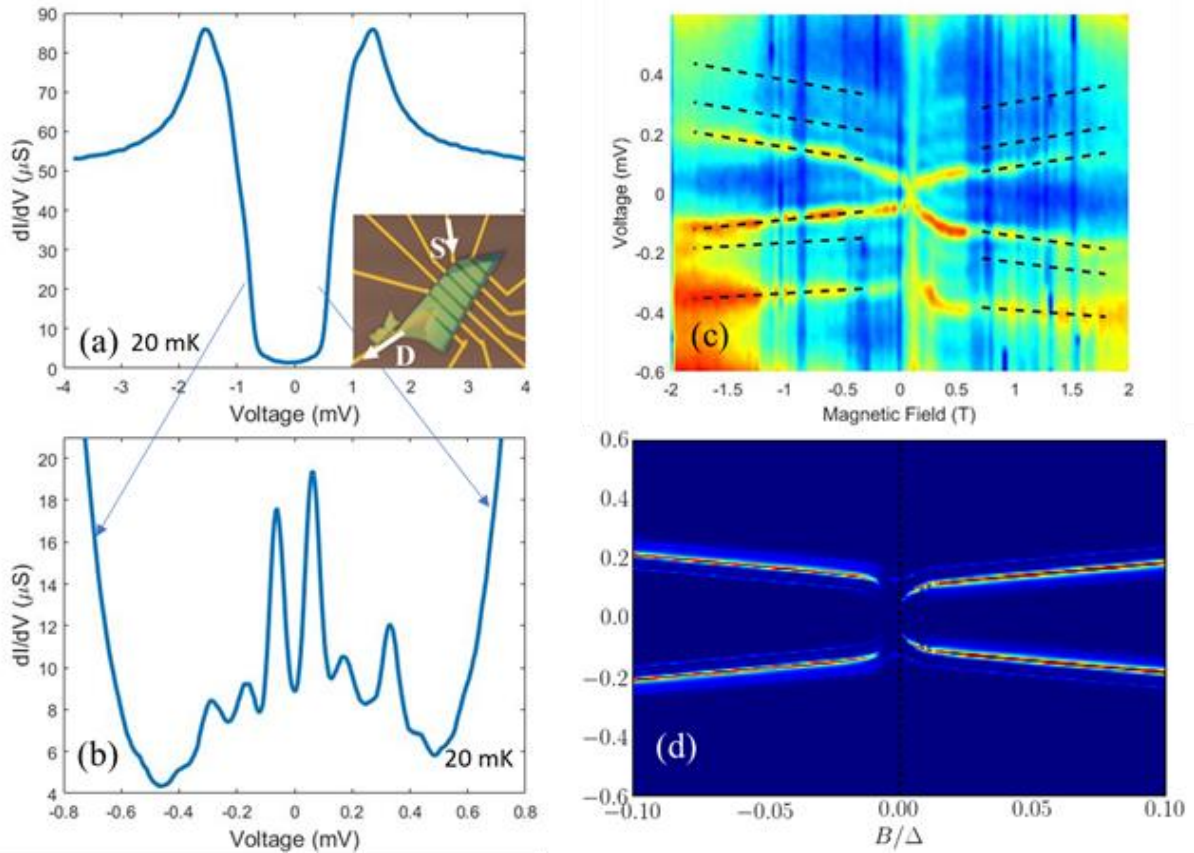 90
80
70
60
50
40
30
20
10
0
dI/dV (μS)
(a) 20 mK
S
D
-4 -3 -2 -1 0 1 2 3 4
Voltage (mV)
20
18
16
14
12
10
8
6
4
dI/dV (μS)
(b)
20 mK
-0.8 -0.6 -0.4 -0.2 0 0.2 0.4 0.6 0.8
Voltage (mV)
0.4
0.2
0
-0.2
-0.4
-0.6
Voltage (mV)
(c)
-2 -1.5 -1 -0.5 0 0.5 1 1.5 2
Magnetic Field (T)
0.6
0.4
0.2
0.0
−0.2
−0.4
−0.6
(d)
−0.10 −0.05 0.00 0.05 0.10
B/Δ